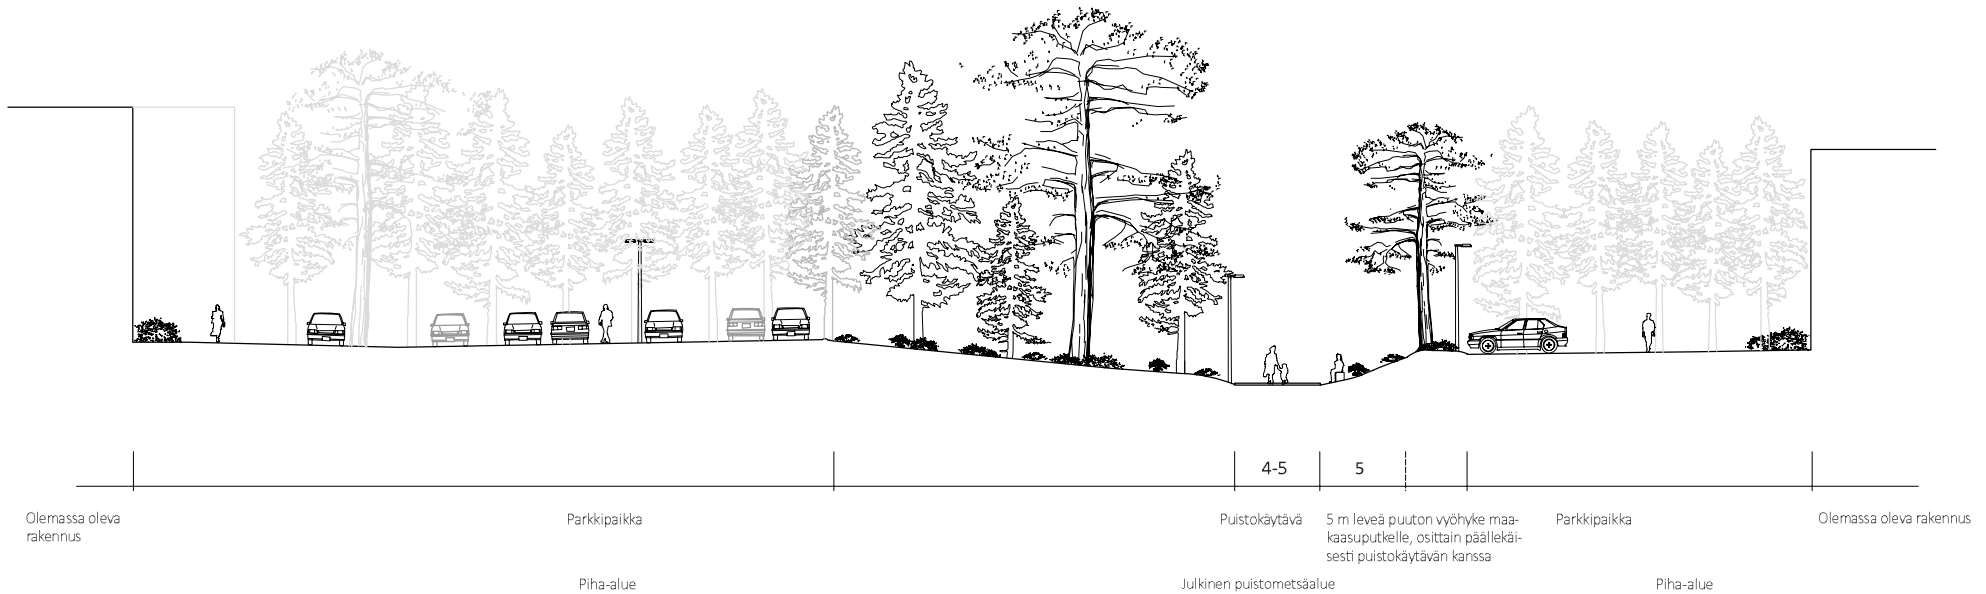 4-5
5
Olemassa oleva
rakennus
Parkkipaikka
Puistokäytävä
5 m leveä puuton vyöhyke maa-
kaasuputkelle, osittain päällekäi-
sesti puistokäytävän kanssa
Parkkipaikka
Olemassa oleva rakennus
Piha-alue
Julkinen puistometsäalue
Piha-alue